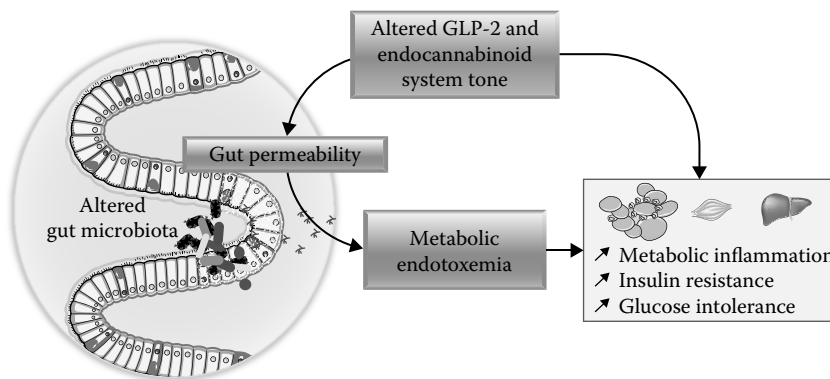 Altered GLP-2 and
endocannabinoid
system tone
Gut permeability
Altered
gut microbiota
Metabolic
endotoxemia
↗ Metabolic inflammation
↗ Insulin resistance
↗ Glucose intolerance